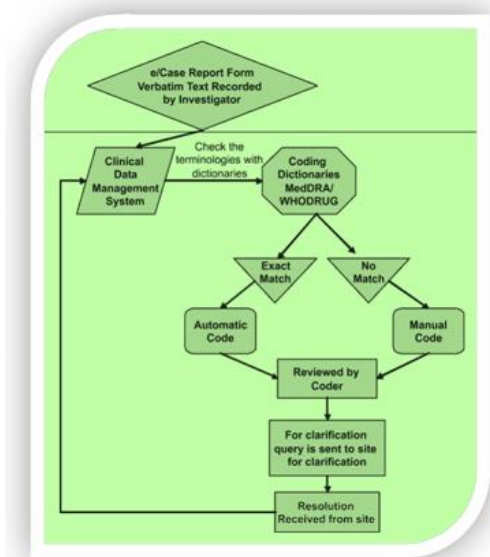 e/Case Report Form
Verbatim Text Recorded
by Investigator
Clinical
Data
Management
System
Check the
terminologies with
dictionaries
Coding
Dictionaries
MedDRA/
WHODRUG
Exact
Match
No
Match
Automatic
Code
Manual
Code
Reviewed by
Coder
For clarification
query is sent to site
for clarification
Resolution
Received from site